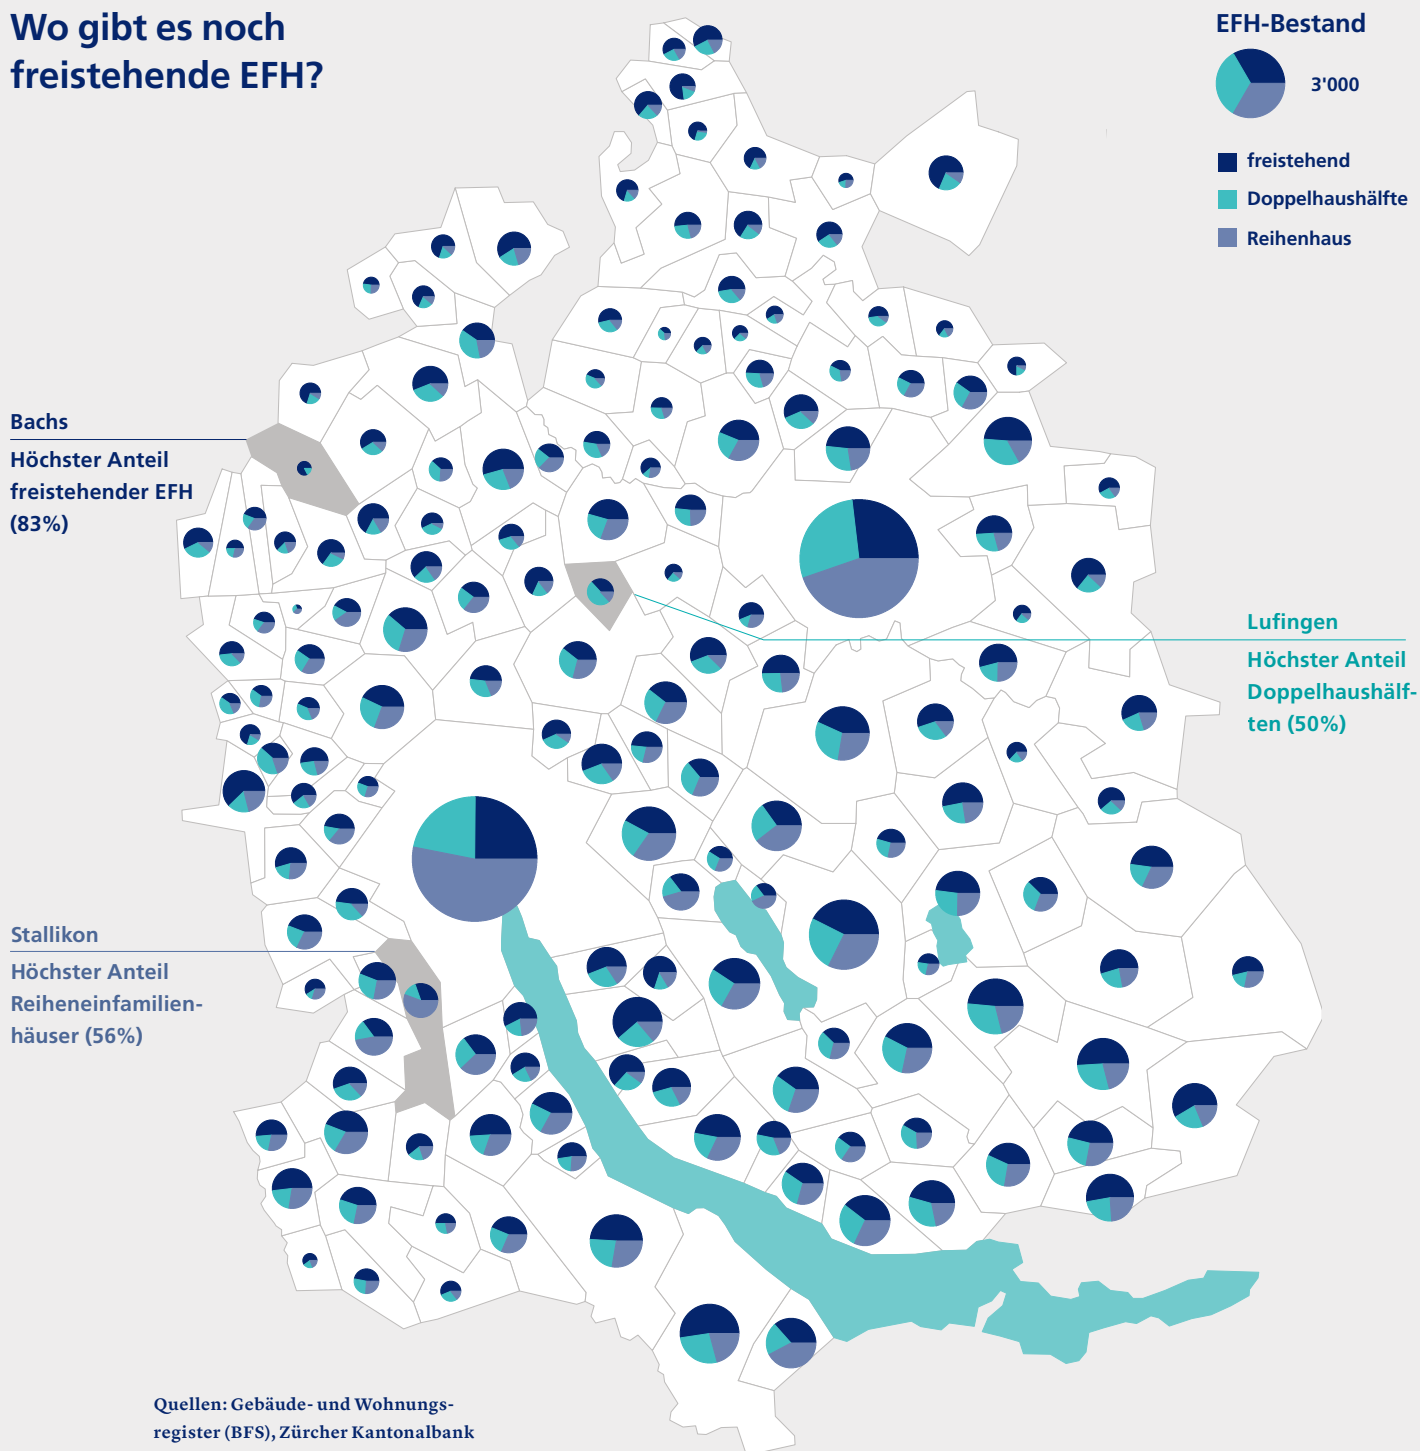 Wo gibt es noch
freistehende EFH?
EFH-Bestand
3'000
freistehend
Doppelhaushälfte
Reihenhaus
Bachs
Höchster Anteil
freistehender EFH
(83%)
Lufingen
Höchster Anteil
Doppelhaushälf-
ten (50%)
Stallikon
Höchster Anteil
Reiheneinfamilien-
häuser (56%)
Quellen: Gebäude- und Wohnungs-
register (BFS), Zürcher Kantonalbank